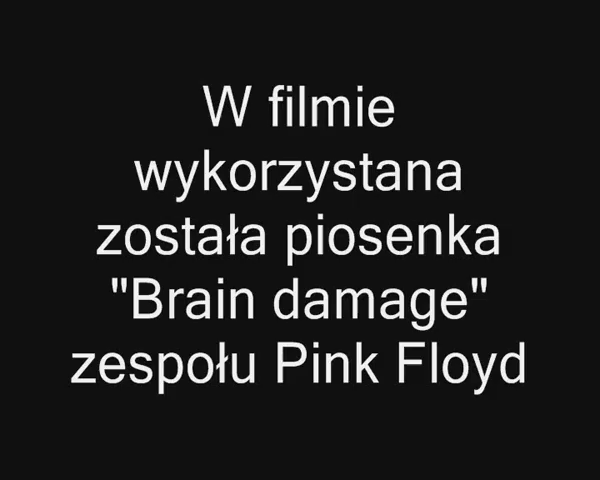 W filmie
wykorzystana
została piosenka
"Brain damage"
zespołu Pink Floyd